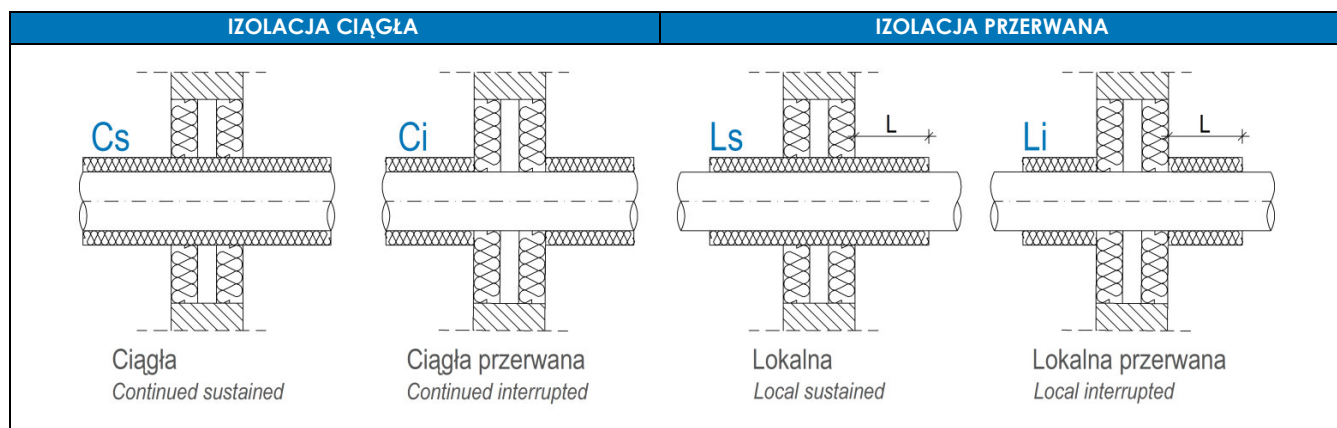 IZOLACJA CIĄGŁA
IZOLACJA PRZERWANA
Cs
Ci
Ls
L
Li
L
Ciągła
Continued sustained
Ciągła przerwana
Continued interrupted
Lokalna
Local sustained
Lokalna przerwana
Local interrupted